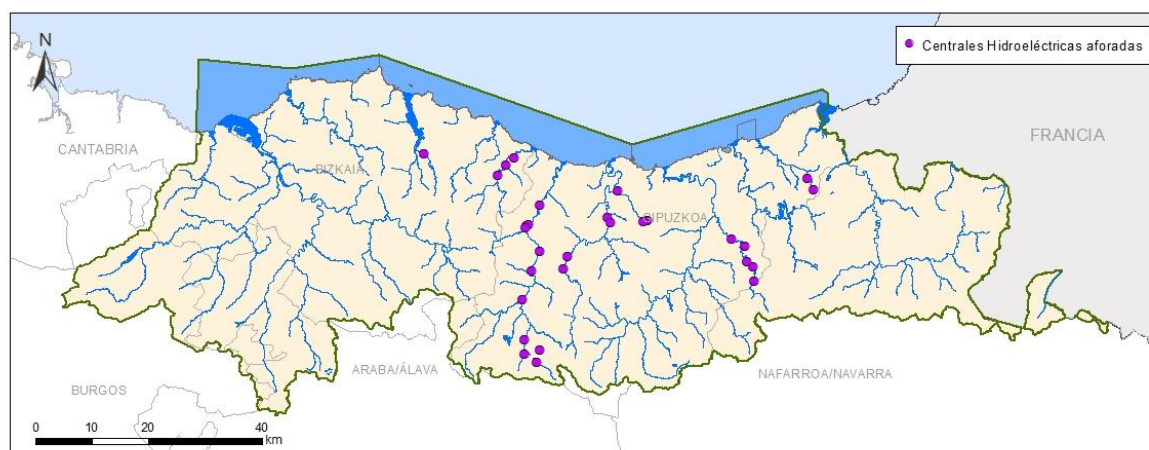 N
Centrales Hidroeléctricas aforadas
FRANCIA
CANTABRIA
BIZKAIA
GIPUZKOA
ARABA/ÁLAVA
NAFARROA/NAVARRA
BURGOS
0 10 20 40
km